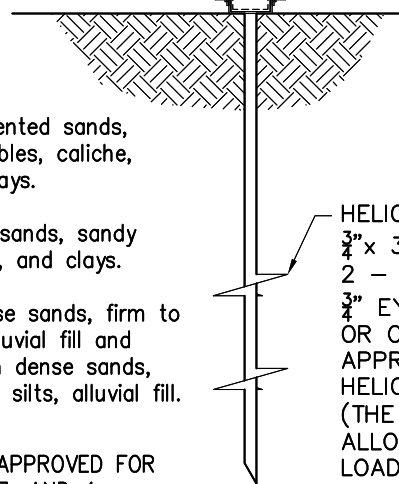 ented sands,
bles, caliche,
ays.
sands, sandy
, and clays.
se sands, firm to
uvial fill and
n dense sands,
silts, alluvial fill.
APPROVED FOR
HELIC
3/4"x 3
2 –
3/4" EY
OR O
APPR
HELIC
(THE
ALLO
LOAD